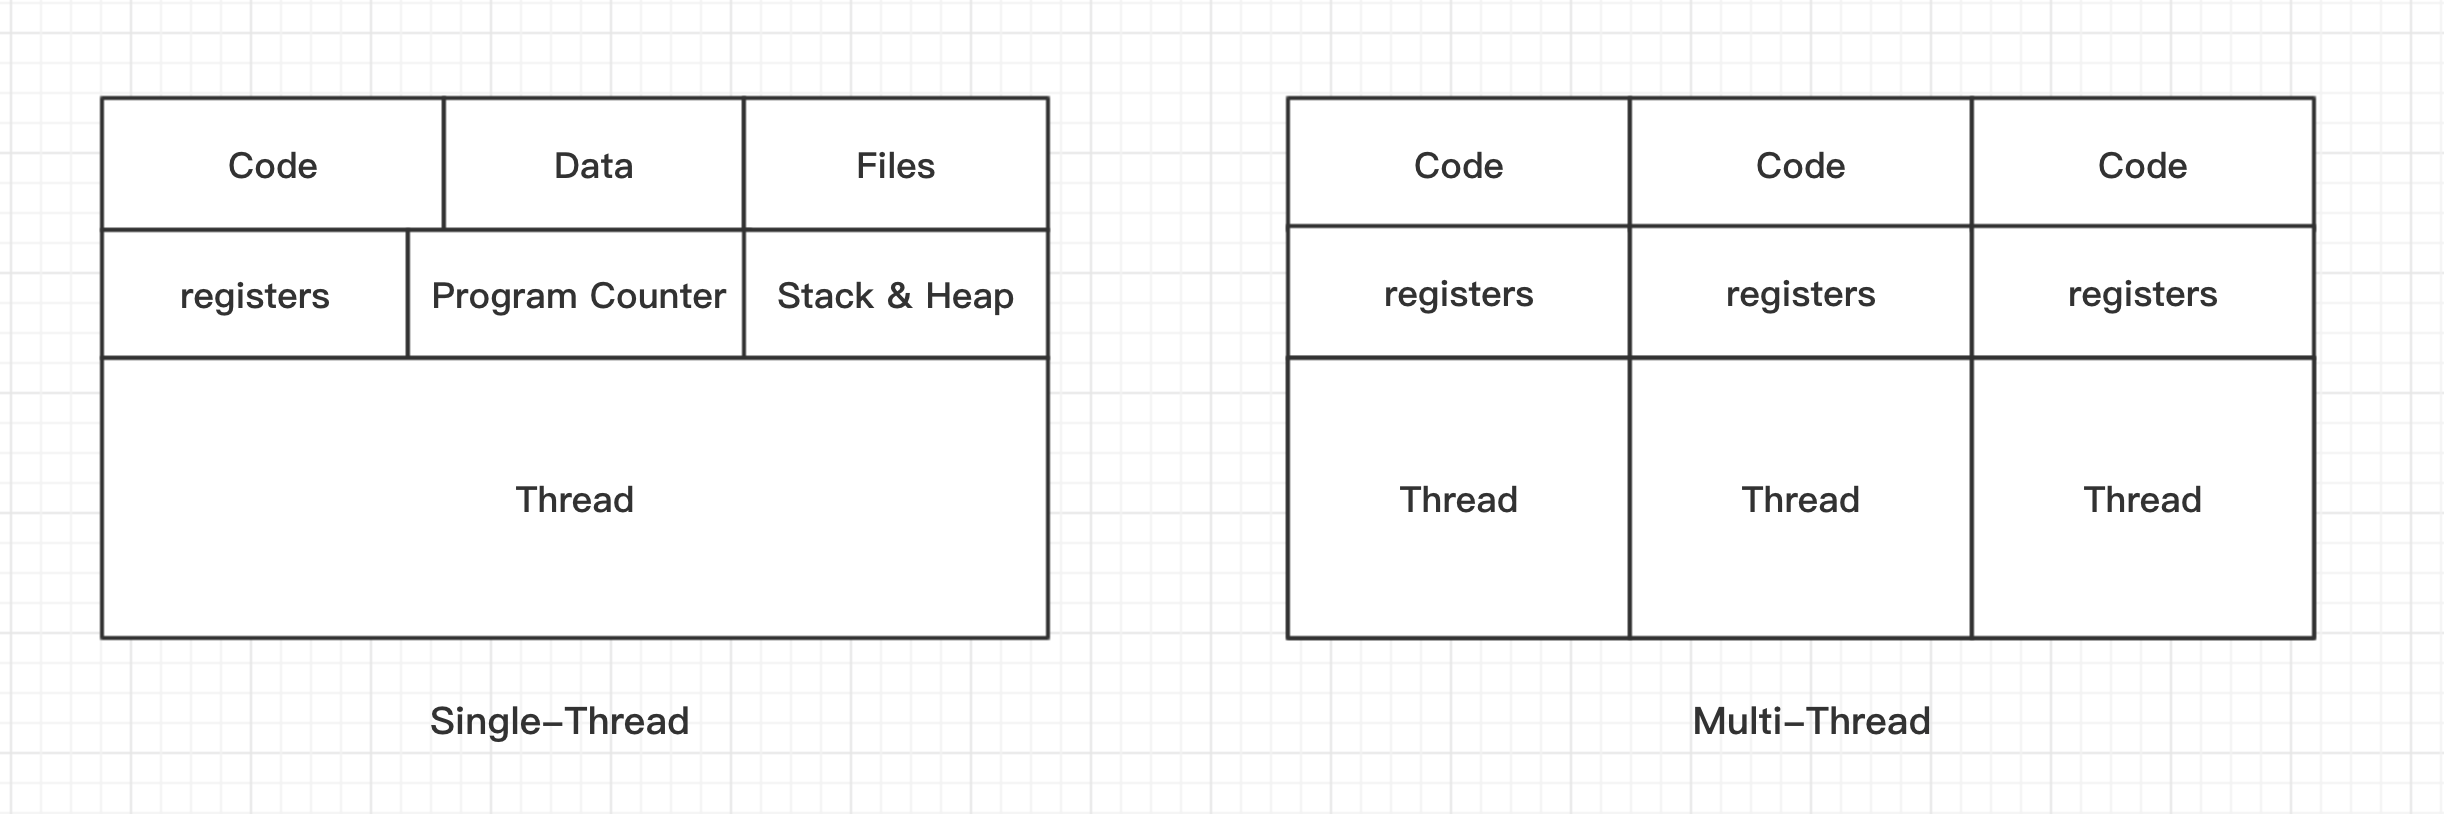 Code Data Files
registers Program Counter Stack & Heap
Thread
Single-Thread
Code Code Code
registers registers registers
Thread Thread Thread
Multi-Thread